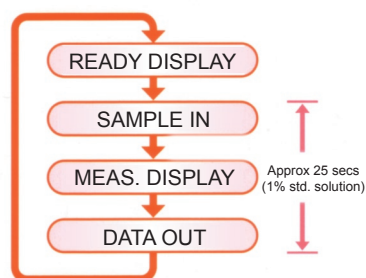 READY DISPLAY
SAMPLE IN
MEAS. DISPLAY
DATA OUT
Approx 25 secs
(1% std. solution)